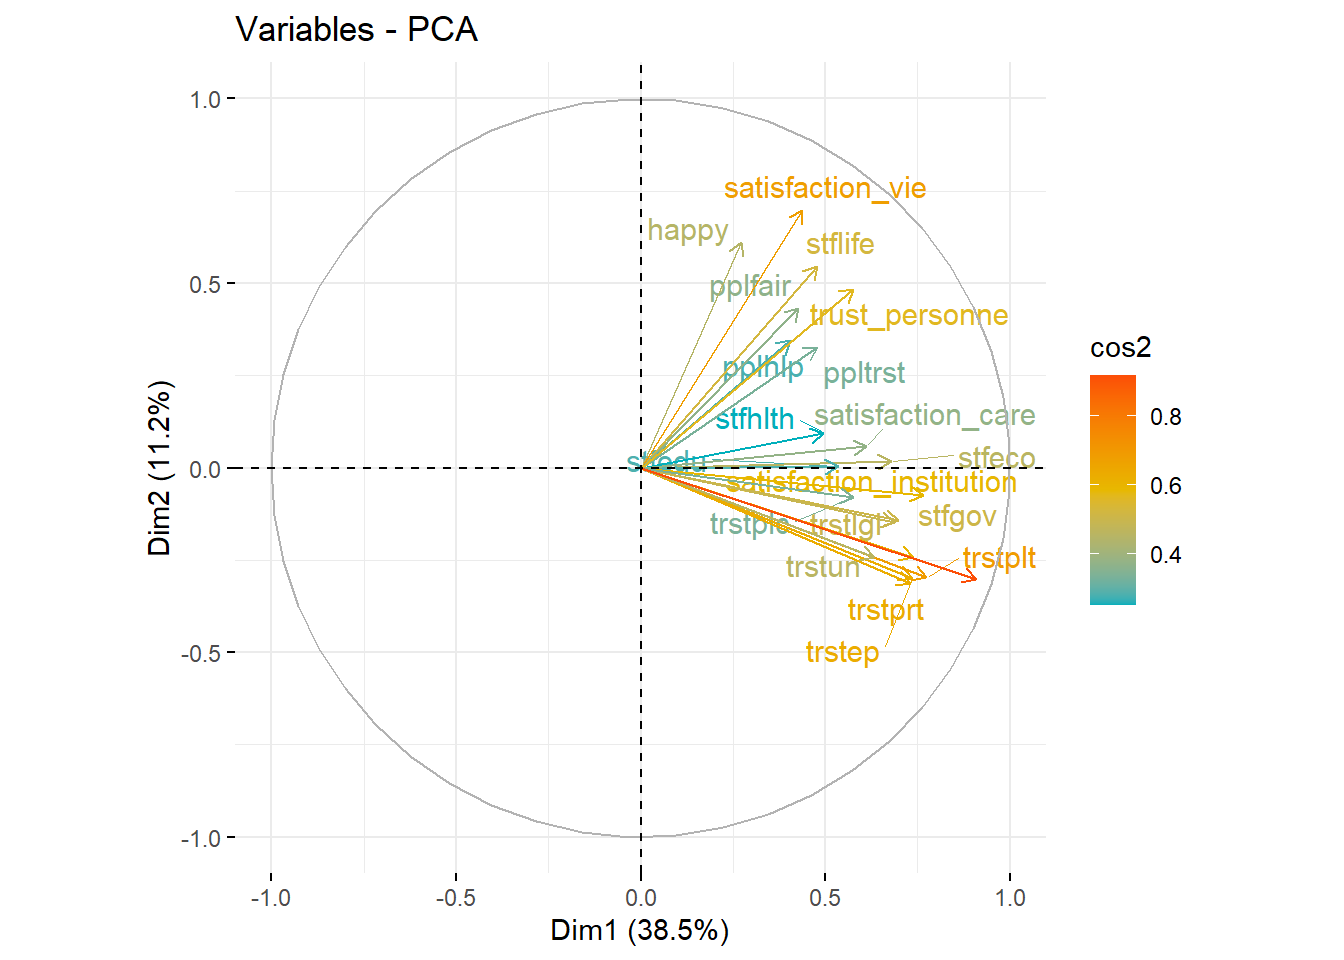 Variables - PCA
1.0
0.5
0.0
-0.5
-1.0
Dim2 (11.2%)
satisfaction_vie
happy
stflife
pplfair
trust_personne
pplhlp
ppltrst
satisfaction_care
stfhlth
stfeco
stfedu
satisfaction_institution
stfgov
trstplc
trstlgl
trstplt
trstun
trstprt
trstep
-1.0
-0.5
0.0
0.5
1.0
Dim1 (38.5%)
cos2
0.8
0.6
0.4